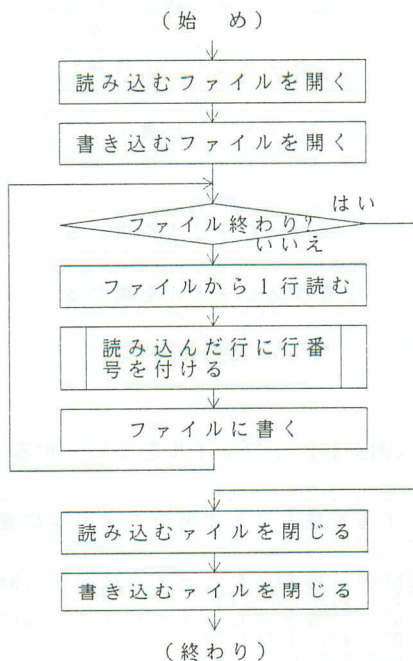 (始　め)
読み込むファイルを開く
書き込むファイルを開く
はい
ファイル終わり?
いいえ
ファイルから1行読む
読み込んだ行に行番
号を付ける
ファイルに書く
読み込むァイルを閉じる
書き込むァイルを閉じる
(終わり)